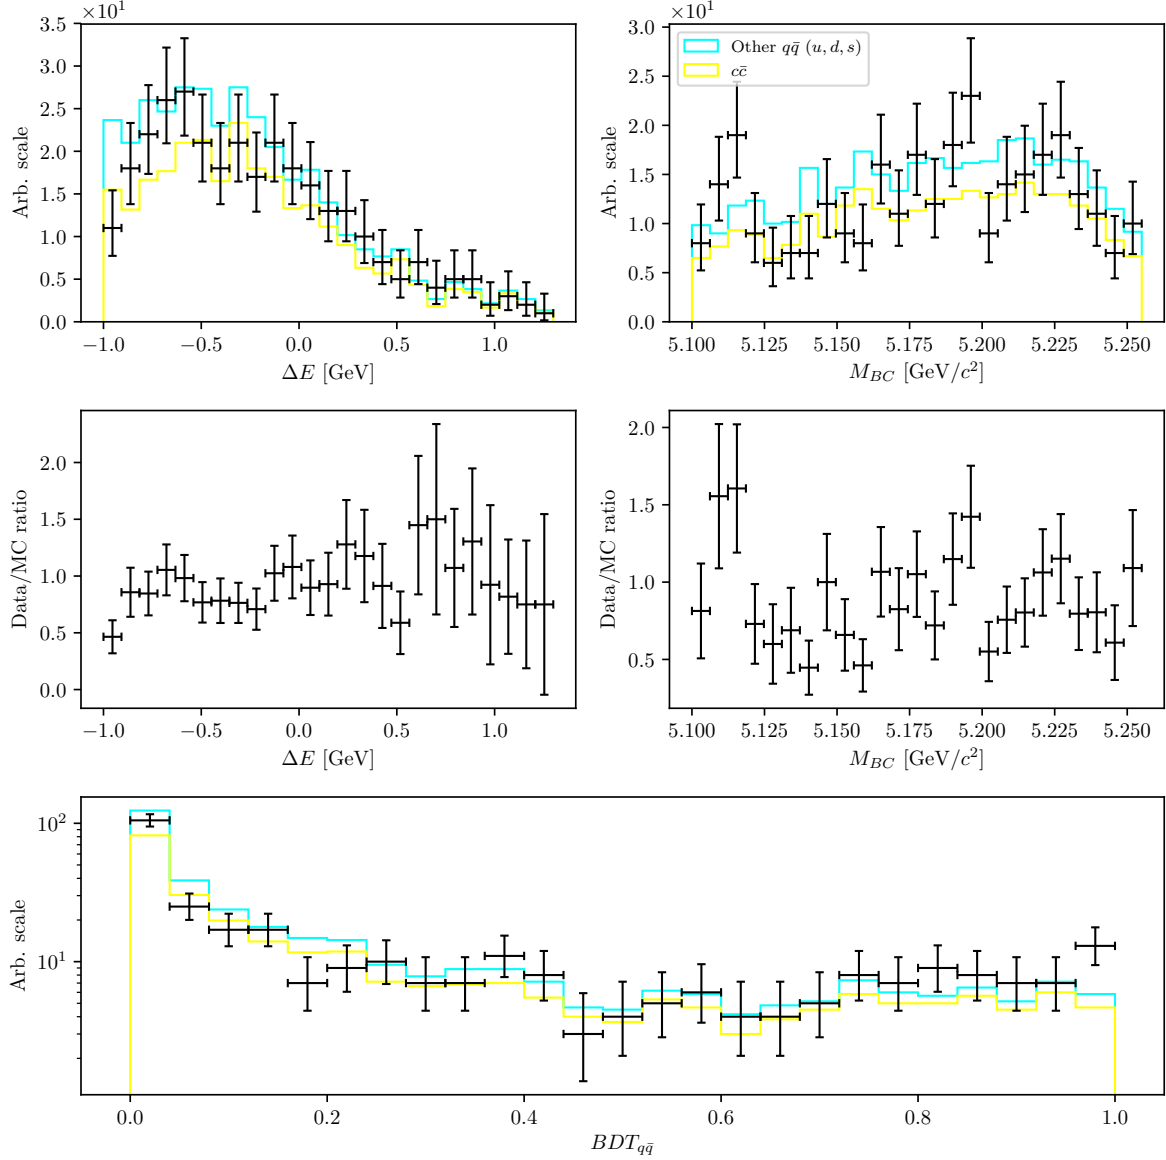 ×10¹
×10¹
3.5
3.0
2.5
2.0
1.5
1.0
0.5
0.0
Arb. scale
−1.0 −0.5 0.0 0.5 1.0
ΔE [GeV]
3.0
2.5
2.0
1.5
1.0
0.5
0.0
Arb. scale
Other qq̄ (u, d, s)
cc̄
5.100 5.125 5.150 5.175 5.200 5.225 5.250
M_BC [GeV/c²]
2.0
1.5
1.0
0.5
0.0
Data/MC ratio
−1.0 −0.5 0.0 0.5 1.0
ΔE [GeV]
2.0
1.5
1.0
0.5
Data/MC ratio
5.100 5.125 5.150 5.175 5.200 5.225 5.250
M_BC [GeV/c²]
10²
10¹
Arb. scale
0.0 0.2 0.4 0.6 0.8 1.0
BDT_qq̄